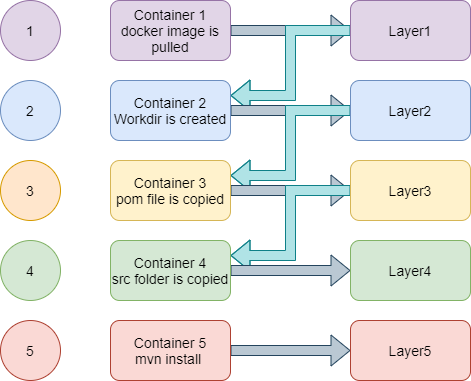 1
Container 1
docker image is
pulled
Layer1
2
Container 2
Workdir is created
Layer2
3
Container 3
pom file is copied
Layer3
4
Container 4
src folder is copied
Layer4
5
Container 5
mvn install
Layer5